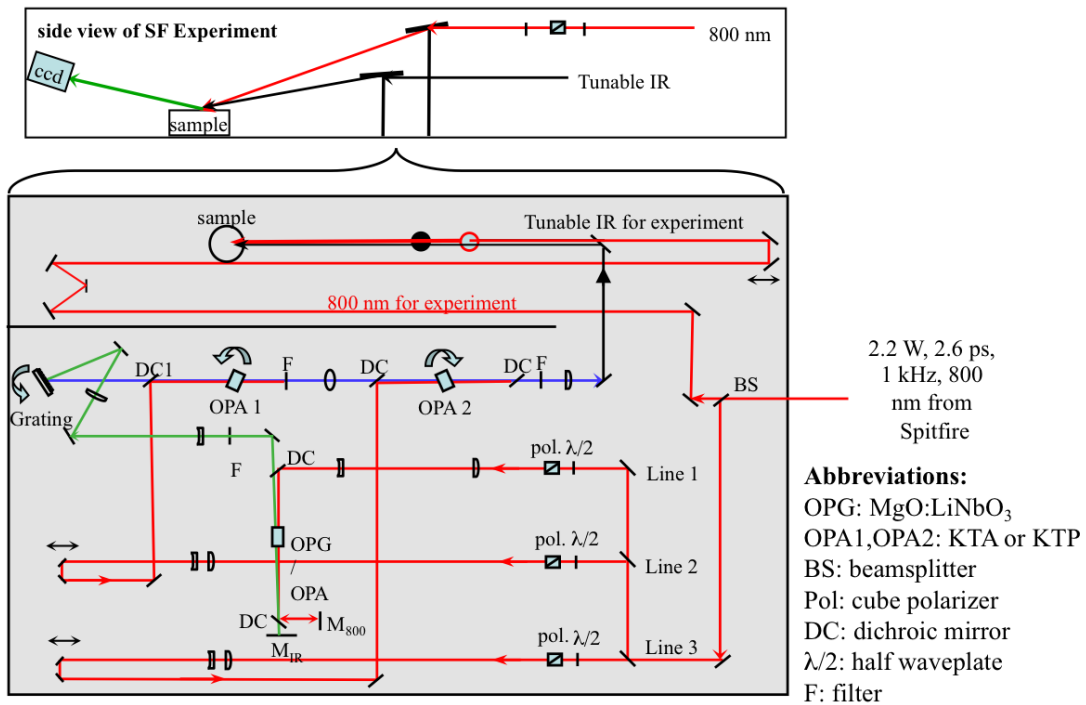 side view of SF Experiment
800 nm
ccd
Tunable IR
sample
sample
Tunable IR for experiment
800 nm for experiment
DC1
F
DC
DC
F
BS
2.2 W, 2.6 ps,
1 kHz, 800
nm from
Spitfire
Grating
OPA 1
OPA 2
F
DC
pol. λ/2
Line 1
OPG
/
OPA
pol. λ/2
Line 2
DC
M800
MIR
pol. λ/2
Line 3
Abbreviations:
OPG: MgO:LiNbO3
OPA1,OPA2: KTA or KTP
BS: beamsplitter
Pol: cube polarizer
DC: dichroic mirror
λ/2: half waveplate
F: filter